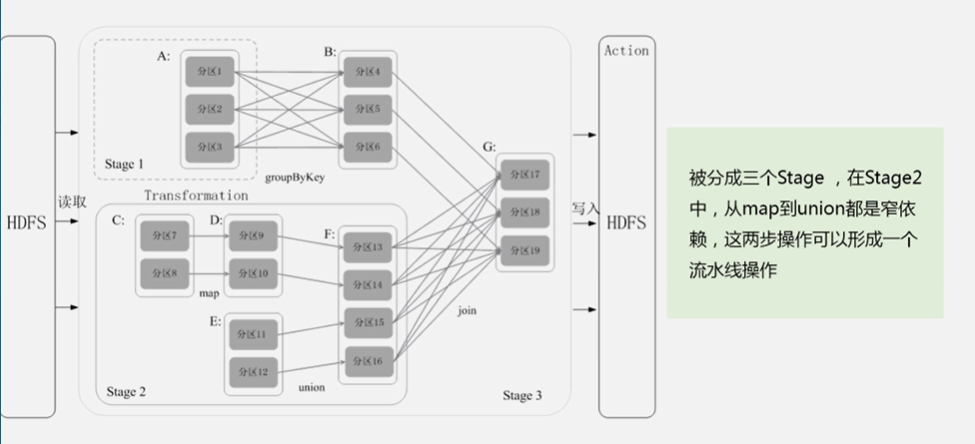 HDFS
读取
A:
分区1
分区2
分区3
Stage 1
groupByKey
B:
分区4
分区5
分区6
Transformation
C:
分区7
分区8
map
D:
分区9
分区10
E:
分区11
分区12
union
F:
分区13
分区14
分区15
分区16
Stage 2
join
G:
分区17
分区18
分区19
Stage 3
写入
Action
HDFS
被分成三个Stage ，在Stage2
中，从map到union都是窄依
赖，这两步操作可以形成一个
流水线操作